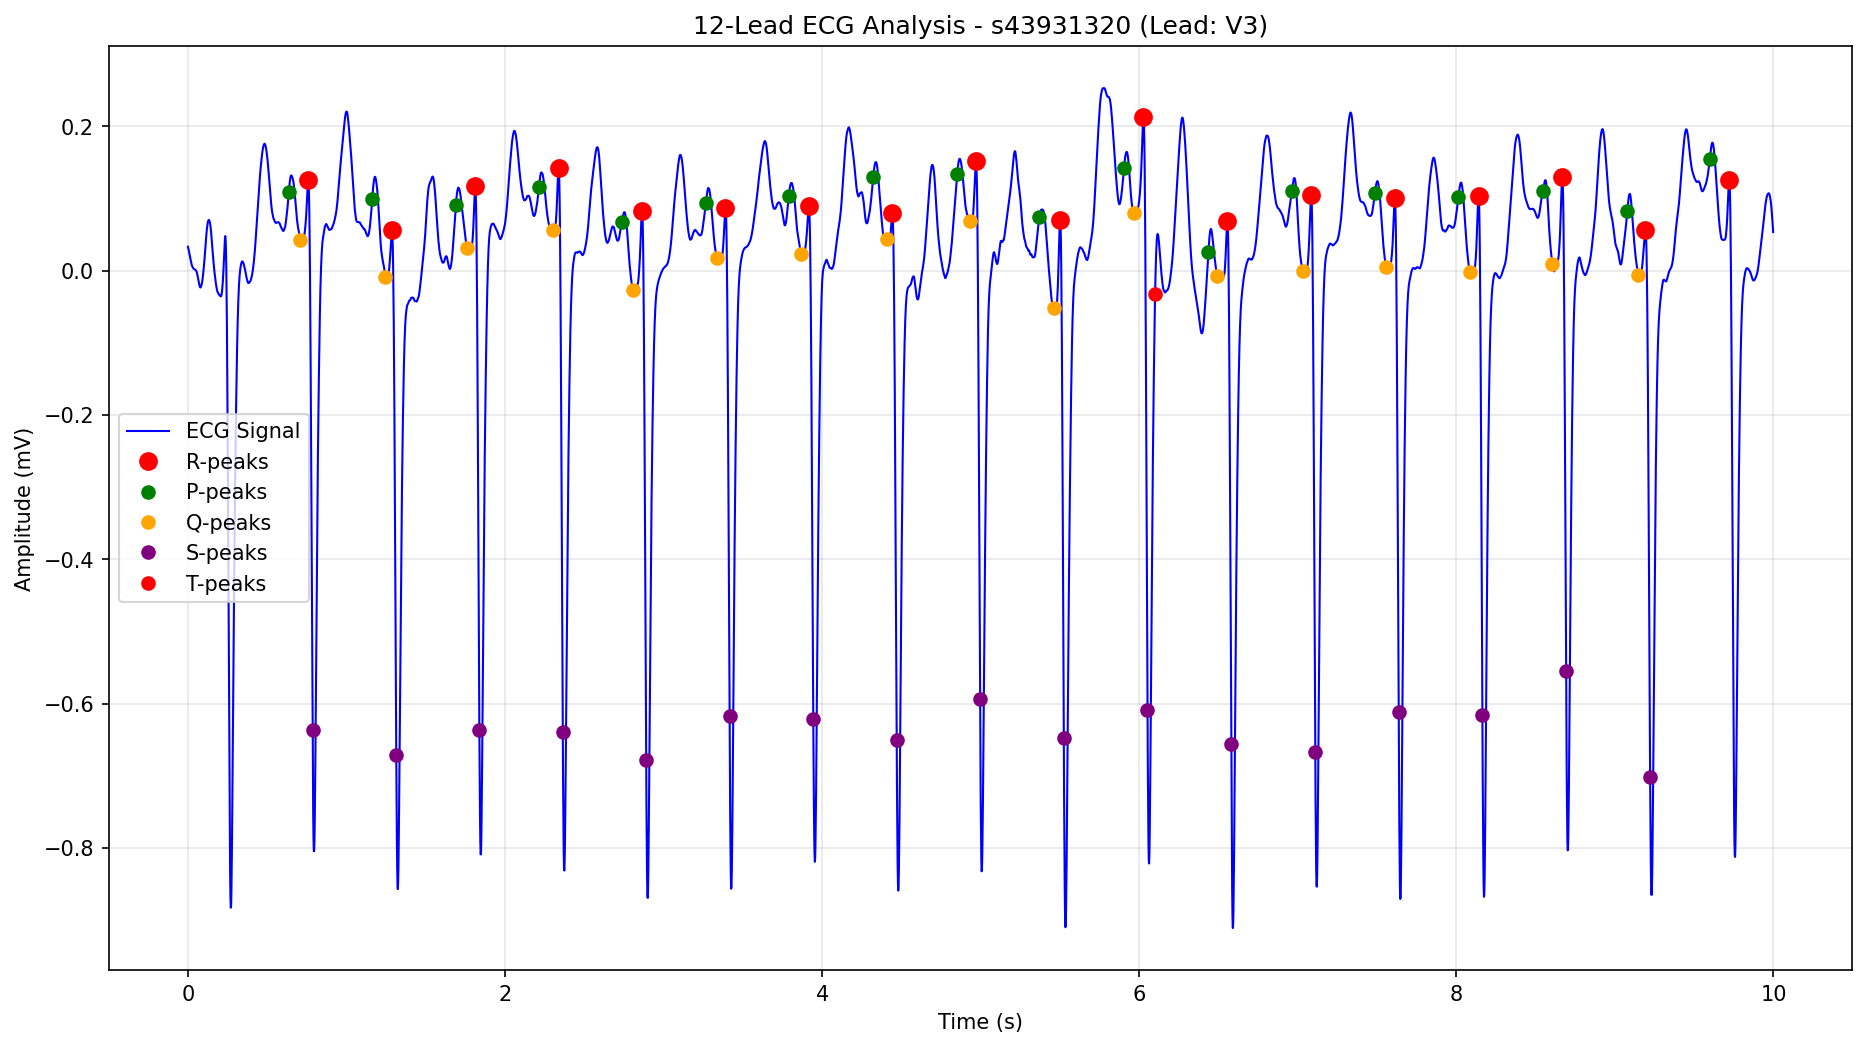 12-Lead ECG Analysis - s43931320 (Lead: V3)
0.2
0.0
−0.2
−0.4
−0.6
−0.8
Amplitude (mV)
ECG Signal
R-peaks
P-peaks
Q-peaks
S-peaks
T-peaks
0 2 4 6 8 10
Time (s)